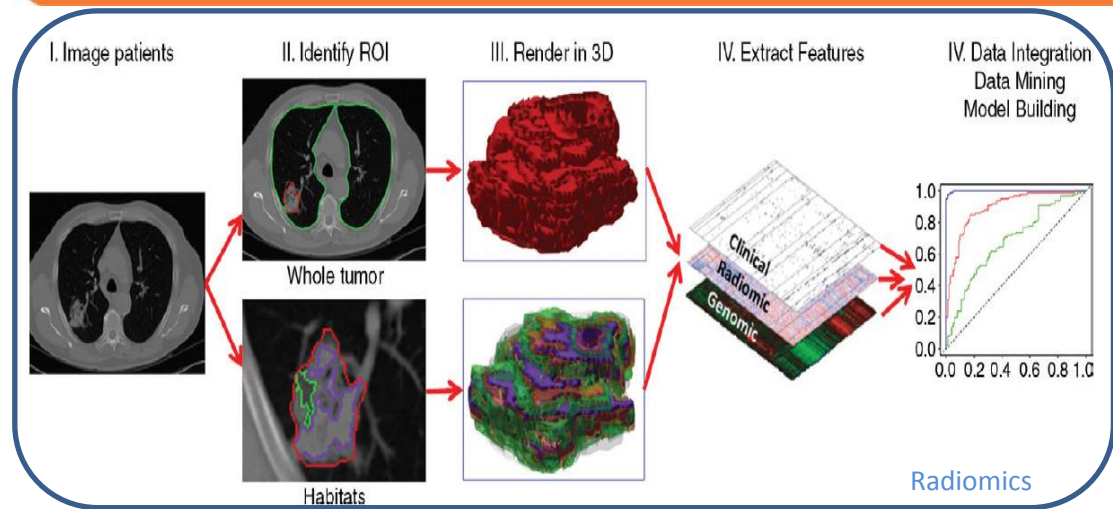 I. Image patients
II. Identify ROI
III. Render in 3D
IV. Extract Features
IV. Data Integration
Data Mining
Model Building
Whole tumor
Habitats
Clinical
Radiomic
Genomic
1.0
0.8
0.6
0.4
0.2
0.0
0.0 0.2 0.4 0.6 0.8 1.0
Radiomics